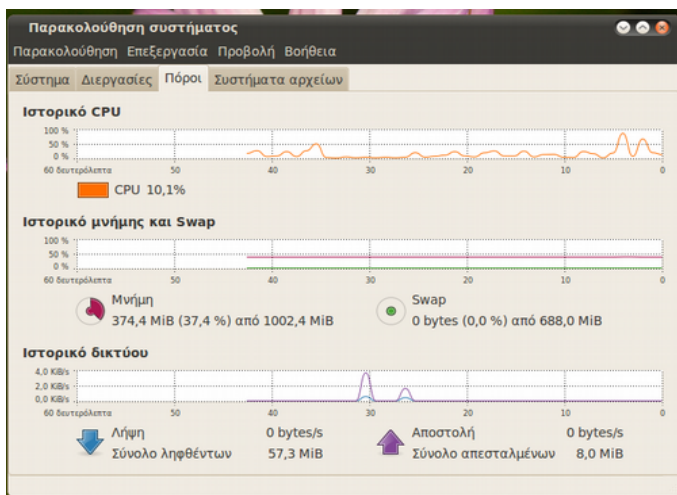 Παρακολούθηση συστήματος
Παρακολούθηση Επεξεργασία Προβολή Βοήθεια
Σύστημα Διεργασίες Πόροι Συστήματα αρχείων
Ιστορικό CPU
100 %
50 %
0 %
60 δευτερόλεπτα 50 40 30 20 10 0
CPU 10,1%
Ιστορικό μνήμης και Swap
100 %
50 %
0 %
60 δευτερόλεπτα 50 40 30 20 10 0
Μνήμη Swap
374,4 MiB (37,4 %) από 1002,4 MiB 0 bytes (0,0 %) από 688,0 MiB
Ιστορικό δικτύου
4,0 KiB/s
2,0 KiB/s
0,0 KiB/s
60 δευτερόλεπτα 50 40 30 20 10 0
Λήψη 0 bytes/s Αποστολή 0 bytes/s
Σύνολο ληφθέντων 57,3 MiB Σύνολο απεσταλμένων 8,0 MiB